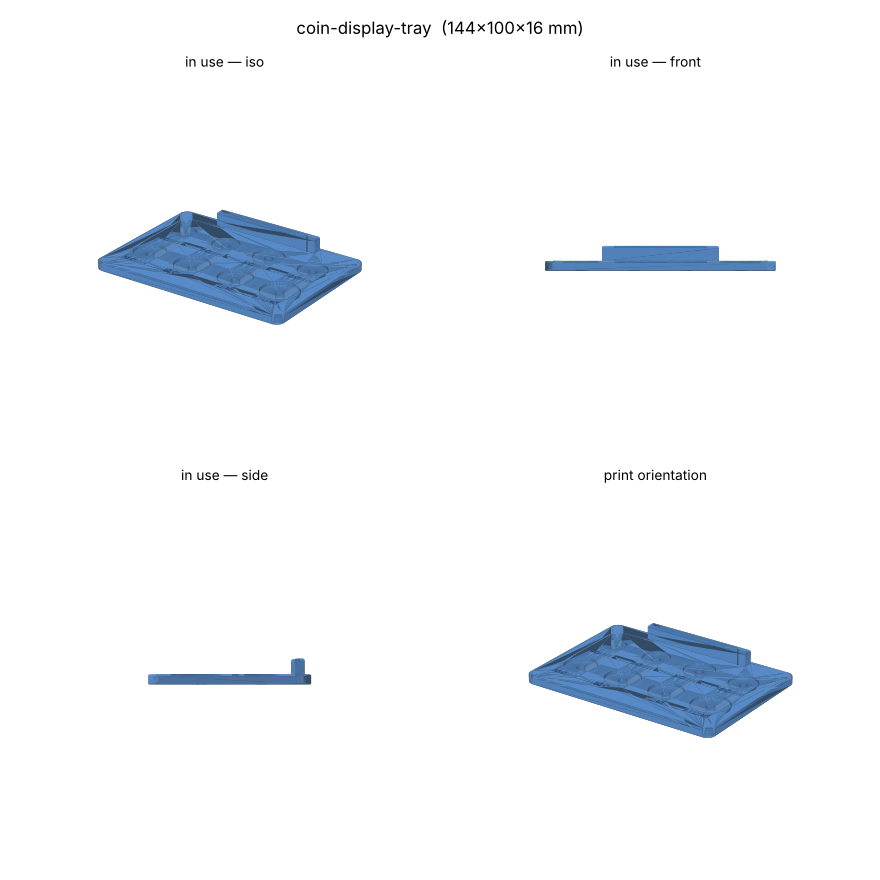 coin-display-tray (144×100×16 mm)
in use — iso
in use — front
in use — side
print orientation